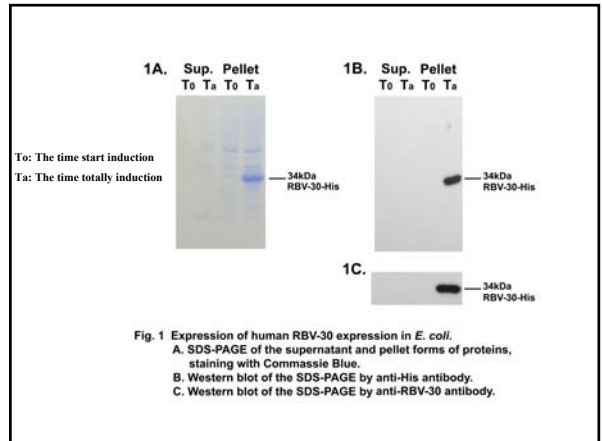 1A. Sup. Pellet
To Ta To Ta
To: The time start induction
Ta: The time totally induction
34kDa
RBV-30-His
1B. Sup. Pellet
To Ta To Ta
34kDa
RBV-30-His
1C.
34kDa
RBV-30-His
Fig. 1 Expression of human RBV-30 expression in E. coli.
A. SDS-PAGE of the supernatant and pellet forms of proteins,
staining with Commassie Blue.
B. Western blot of the SDS-PAGE by anti-His antibody.
C. Western blot of the SDS-PAGE by anti-RBV-30 antibody.